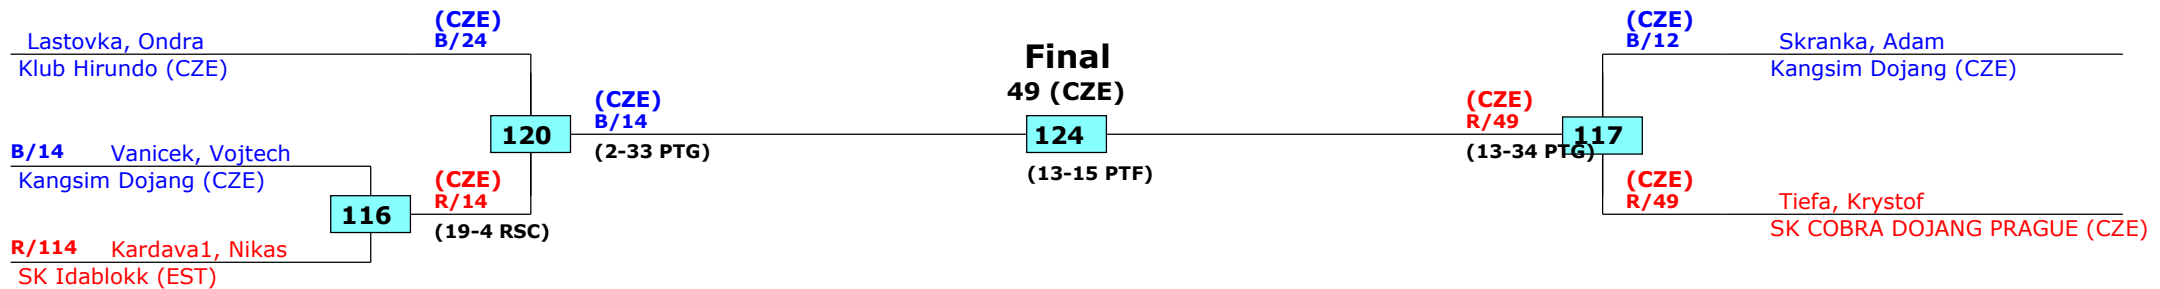 (CZE)
B/24
Lastovka, Ondra
Klub Hirundo (CZE)
B/14
Vanicek, Vojtech
Kangsim Dojang (CZE)
R/114
Kardava1, Nikas
SK Idablokk (EST)
116
(CZE)
R/14
(19-4 RSC)
120
(CZE)
B/14
(2-33 PTG)
Final
49 (CZE)
124
(13-15 PTF)
(CZE)
R/49
(13-34 PTG)
117
(CZE)
B/12
Skranka, Adam
Kangsim Dojang (CZE)
(CZE)
R/49
Tiefa, Krystof
SK COBRA DOJANG PRAGUE (CZE)